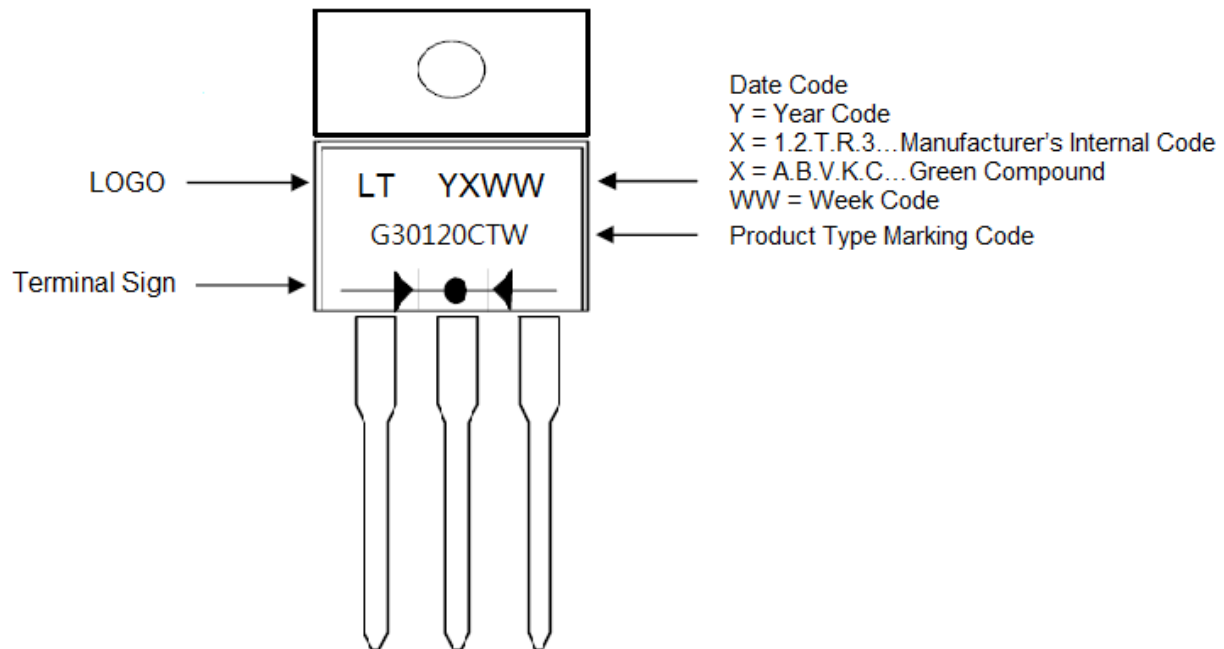 Date Code
Y = Year Code
X = 1.2.T.R.3...Manufacturer's Internal Code
LOGO
LT YXWW
X = A.B.V.K.C...Green Compound
WW = Week Code
G30120CTW
Product Type Marking Code
Terminal Sign